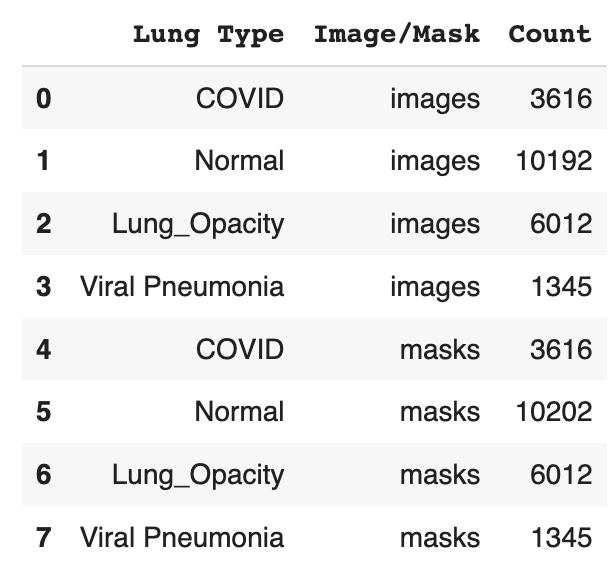 Lung Type Image/Mask Count
0 COVID images 3616
1 Normal images 10192
2 Lung_Opacity images 6012
3 Viral Pneumonia images 1345
4 COVID masks 3616
5 Normal masks 10202
6 Lung_Opacity masks 6012
7 Viral Pneumonia masks 1345